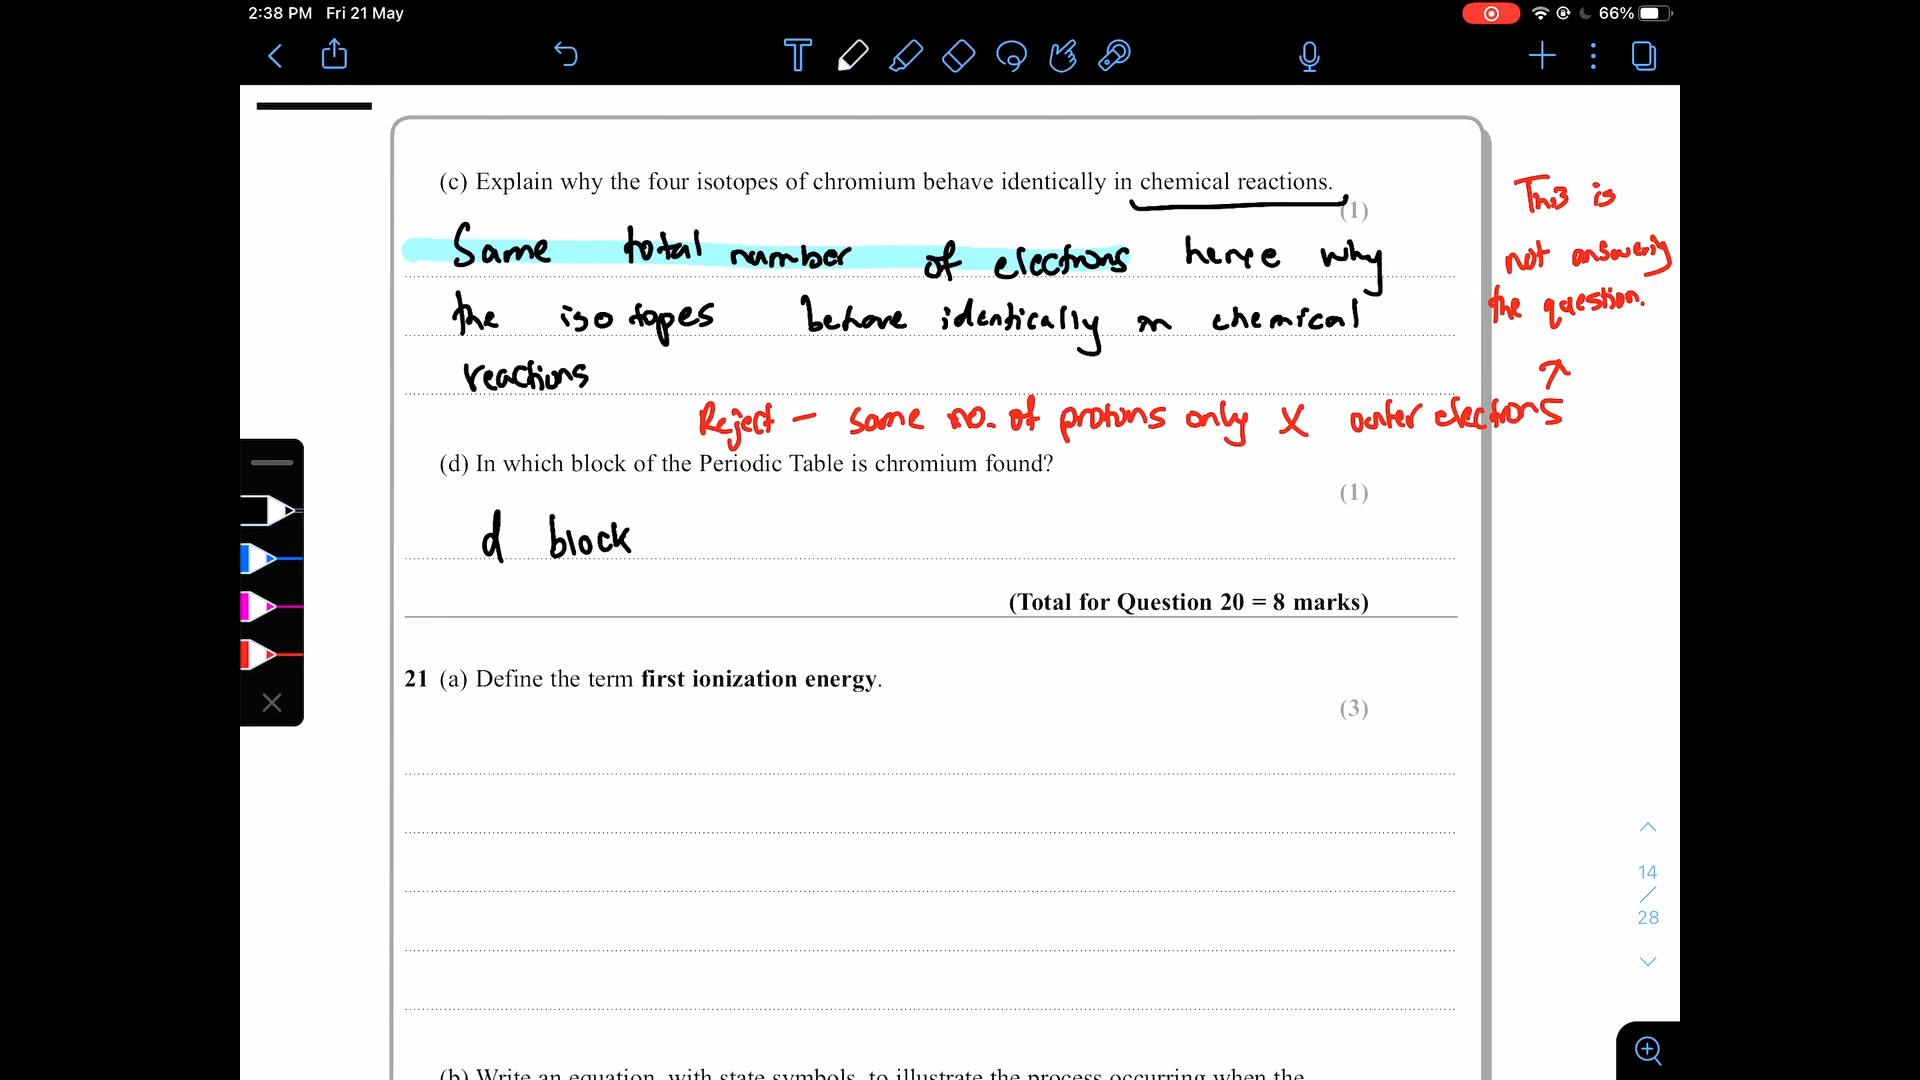 2:38 PM Fri 21 May
66%
(c) Explain why the four isotopes of chromium behave identically in chemical reactions.
(1)
Same total number of electrons hence why
the isotopes behave identically in chemical
reactions
This is
not answering
the question.
Reject - same no. of protons only X outer electrons
(d) In which block of the Periodic Table is chromium found?
(1)
d block
(Total for Question 20 = 8 marks)
21 (a) Define the term first ionization energy.
(3)
14
/
28
(b) Write an equation, with state symbols, to illustrate the process occurring when the